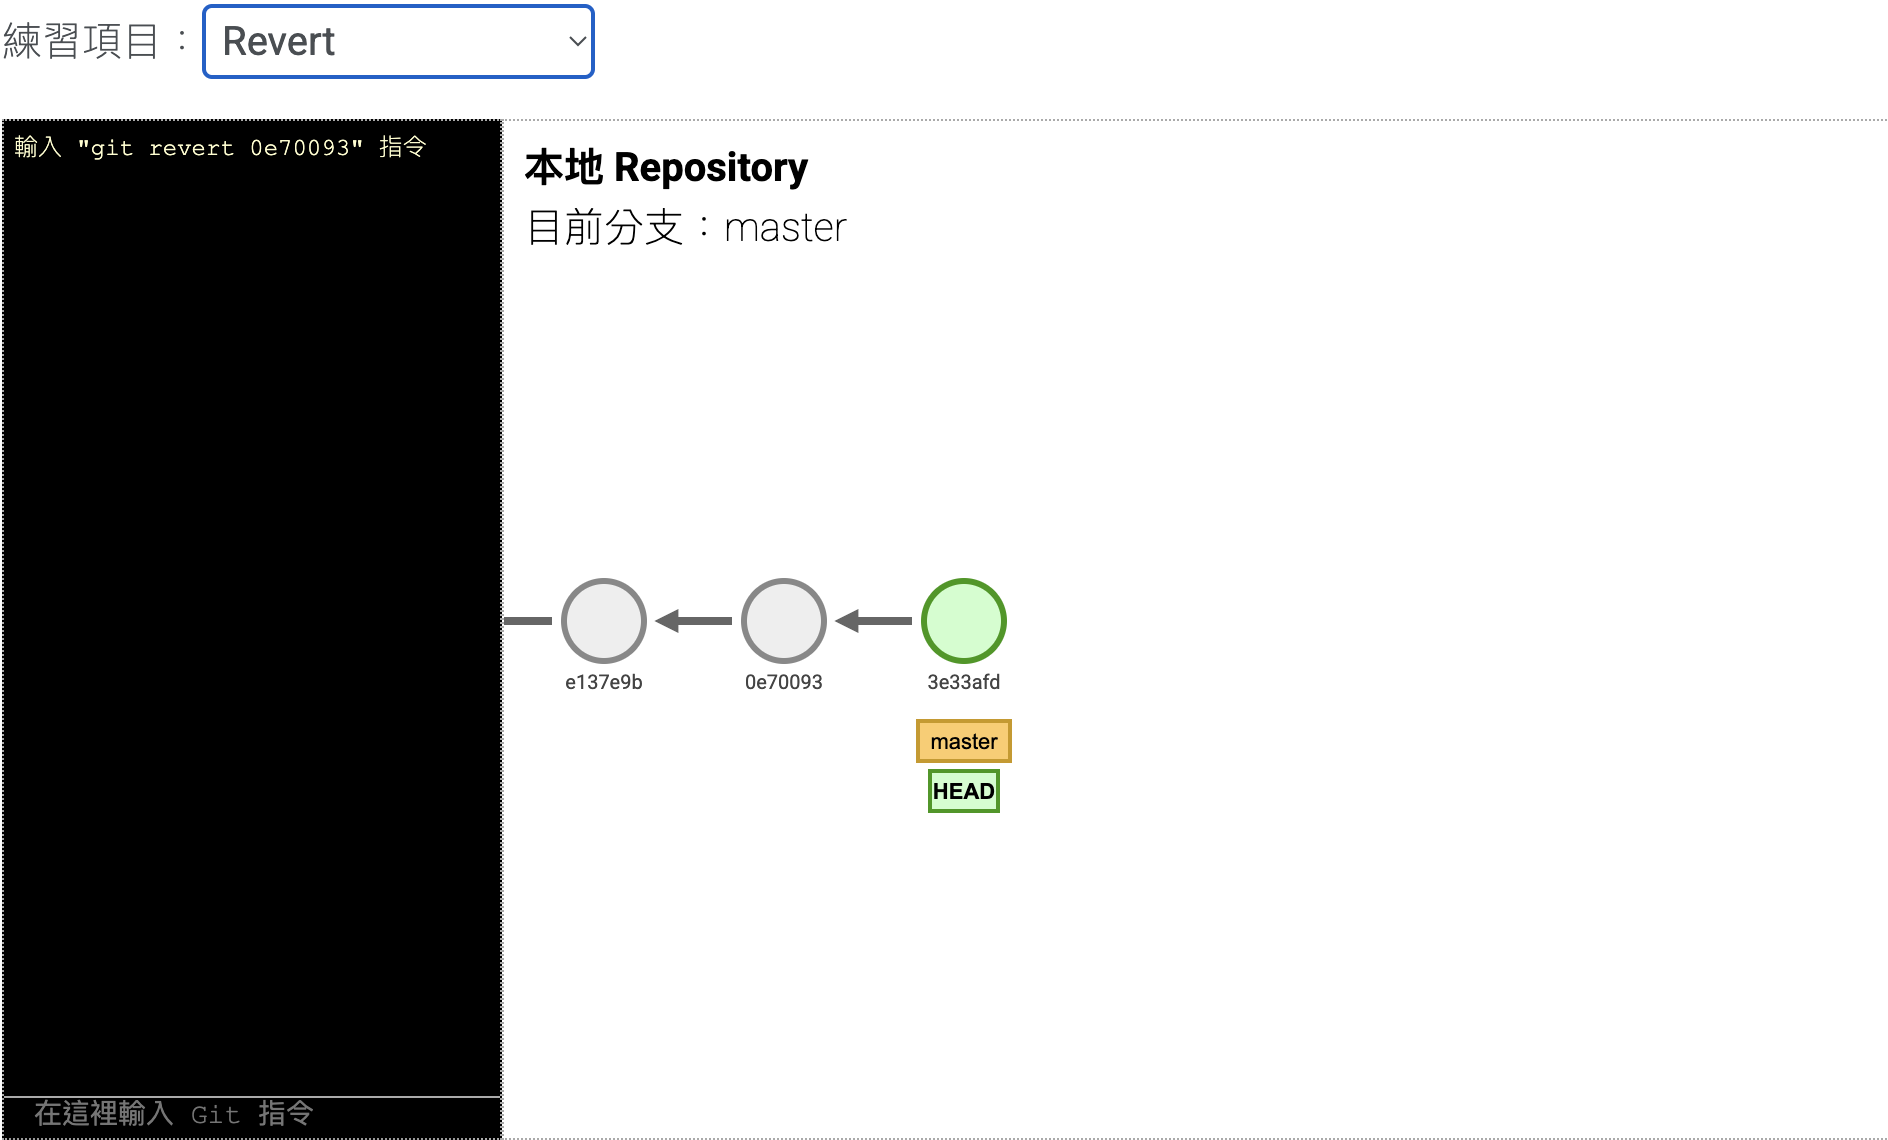 練習項目：Revert
輸入 "git revert 0e70093" 指令
本地 Repository
目前分支：master
e137e9b
0e70093
3e33afd
master
HEAD
在這裡輸入 Git 指令